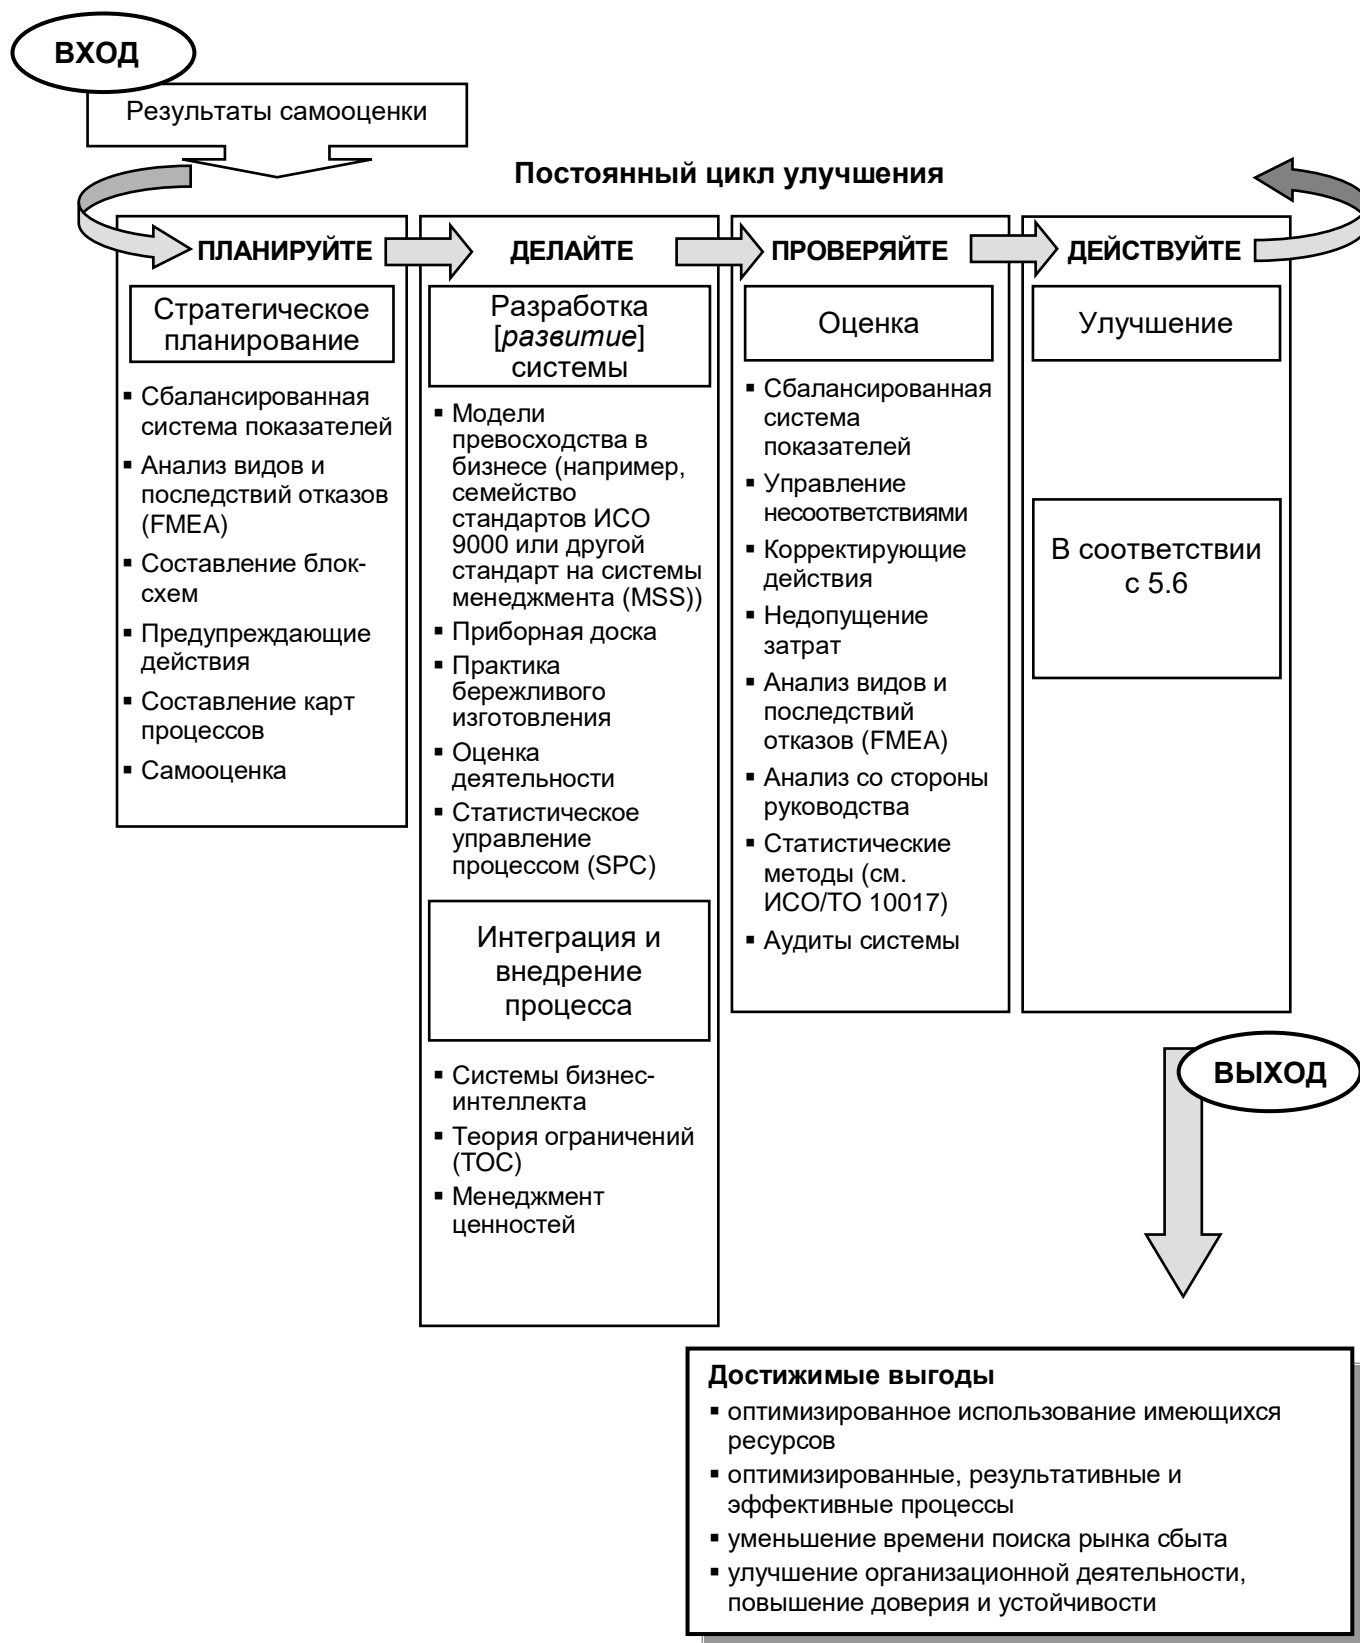 ВХОД
Результаты самооценки
Постоянный цикл улучшения
ПЛАНИРУЙТЕ
Стратегическое
планирование
▪ Сбалансированная
система показателей
▪ Анализ видов и
последствий отказов
(FMEA)
▪ Составление блок-
схем
▪ Предупреждающие
действия
▪ Составление карт
процессов
▪ Самооценка
ДЕЛАЙТЕ
Разработка
[развитие]
системы
▪ Модели
превосходства в
бизнесе (например,
семейство
стандартов ИСО
9000 или другой
стандарт на системы
менеджмента (MSS))
▪ Приборная доска
▪ Практика
бережливого
изготовления
▪ Оценка
деятельности
▪ Статистическое
управление
процессом (SPC)
Интеграция и
внедрение
процесса
▪ Системы бизнес-
интеллекта
▪ Теория ограничений
(ТОС)
▪ Менеджмент
ценностей
ПРОВЕРЯЙТЕ
Оценка
▪ Сбалансированная
система
показателей
▪ Управление
несоответствиями
▪ Корректирующие
действия
▪ Недопущение
затрат
▪ Анализ видов и
последствий
отказов (FMEA)
▪ Анализ со стороны
руководства
▪ Статистические
методы (см.
ИСО/ТО 10017)
▪ Аудиты системы
ДЕЙСТВУЙТЕ
Улучшение
В соответствии
с 5.6
ВЫХОД
Достижимые выгоды
▪ оптимизированное использование имеющихся
ресурсов
▪ оптимизированные, результативные и
эффективные процессы
▪ уменьшение времени поиска рынка сбыта
▪ улучшение организационной деятельности,
повышение доверия и устойчивости